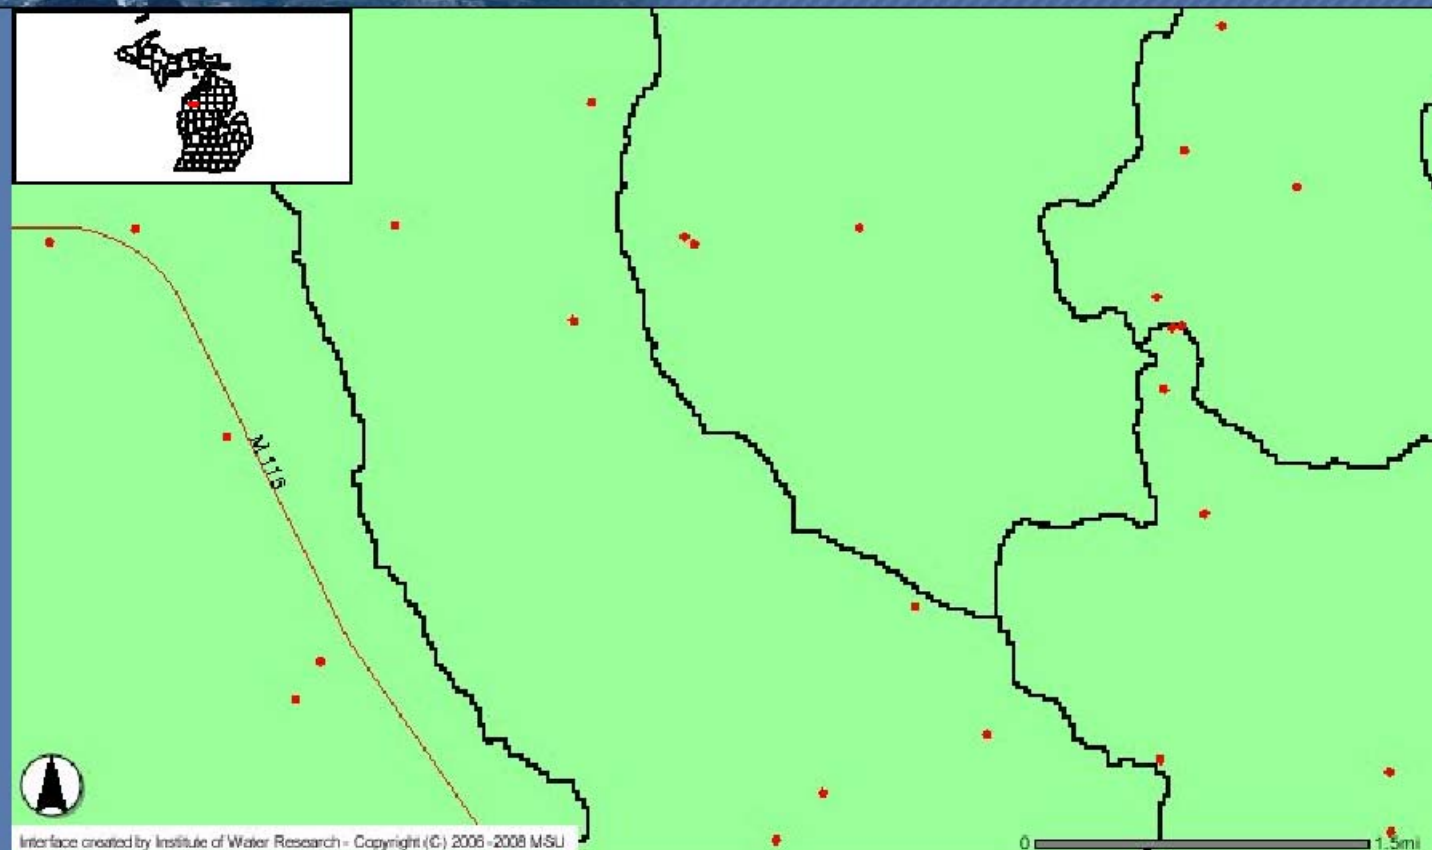 M 115
Interface created by Institute of Water Research - Copyright (C) 2006 -2008 MSU
0 1.5mi